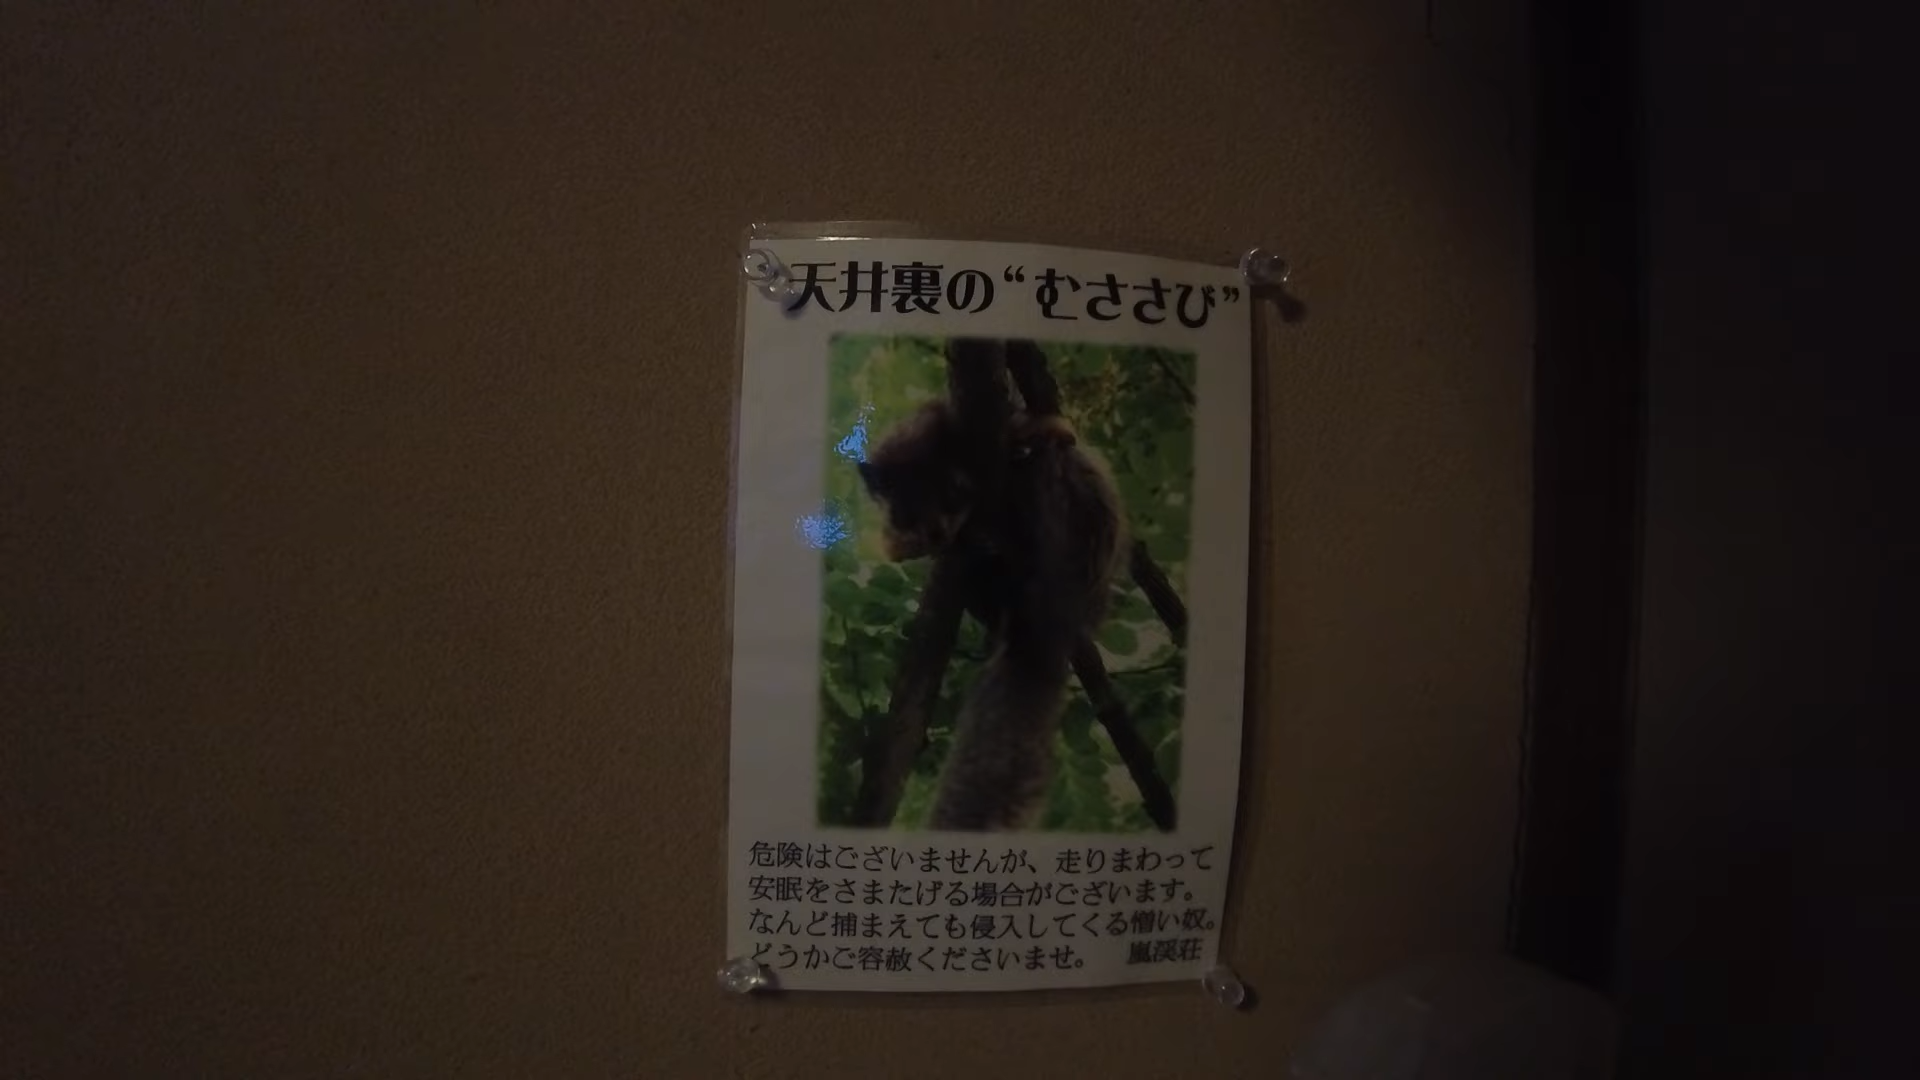 天井裏の“むささび”
危険はございませんが、走りまわって
安眠をさまたげる場合がございます。
なんど捕まえても侵入してくる憎い奴。
どうかご容赦くださいませ。 嵐渓荘